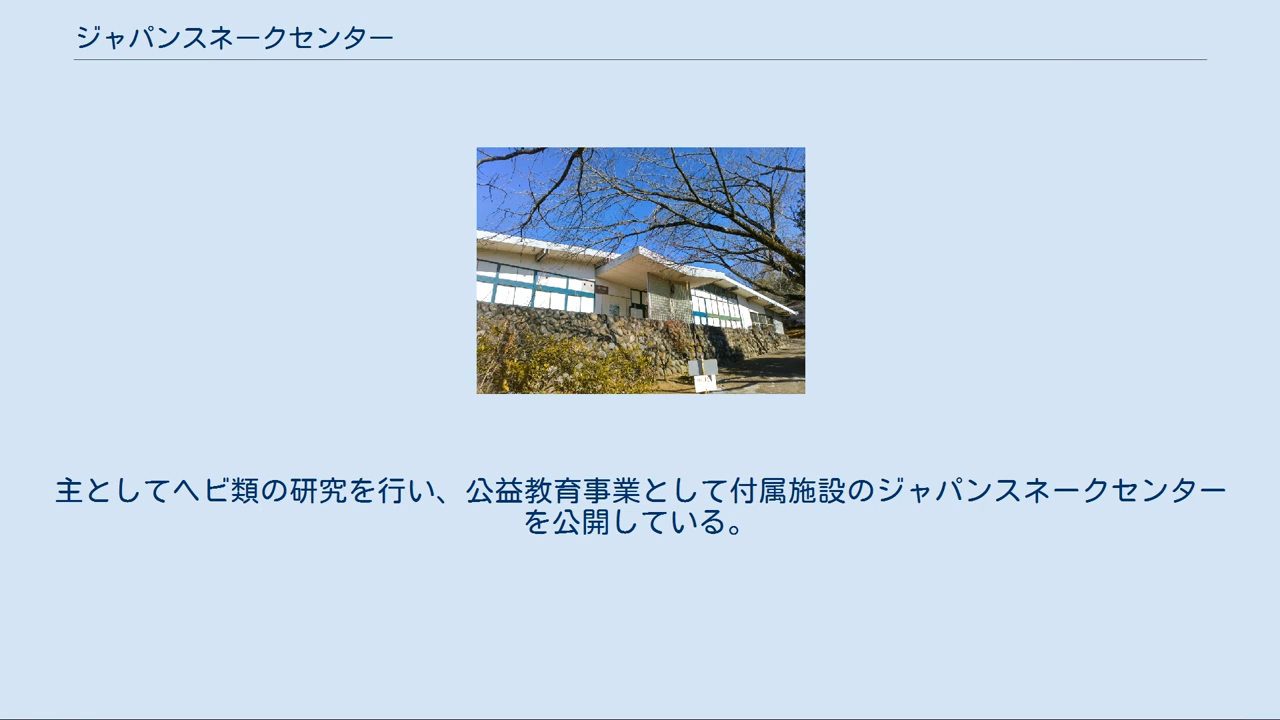 ジャパンスネークセンター
主としてヘビ類の研究を行い、公益教育事業として付属施設のジャパンスネークセンター
を公開している。